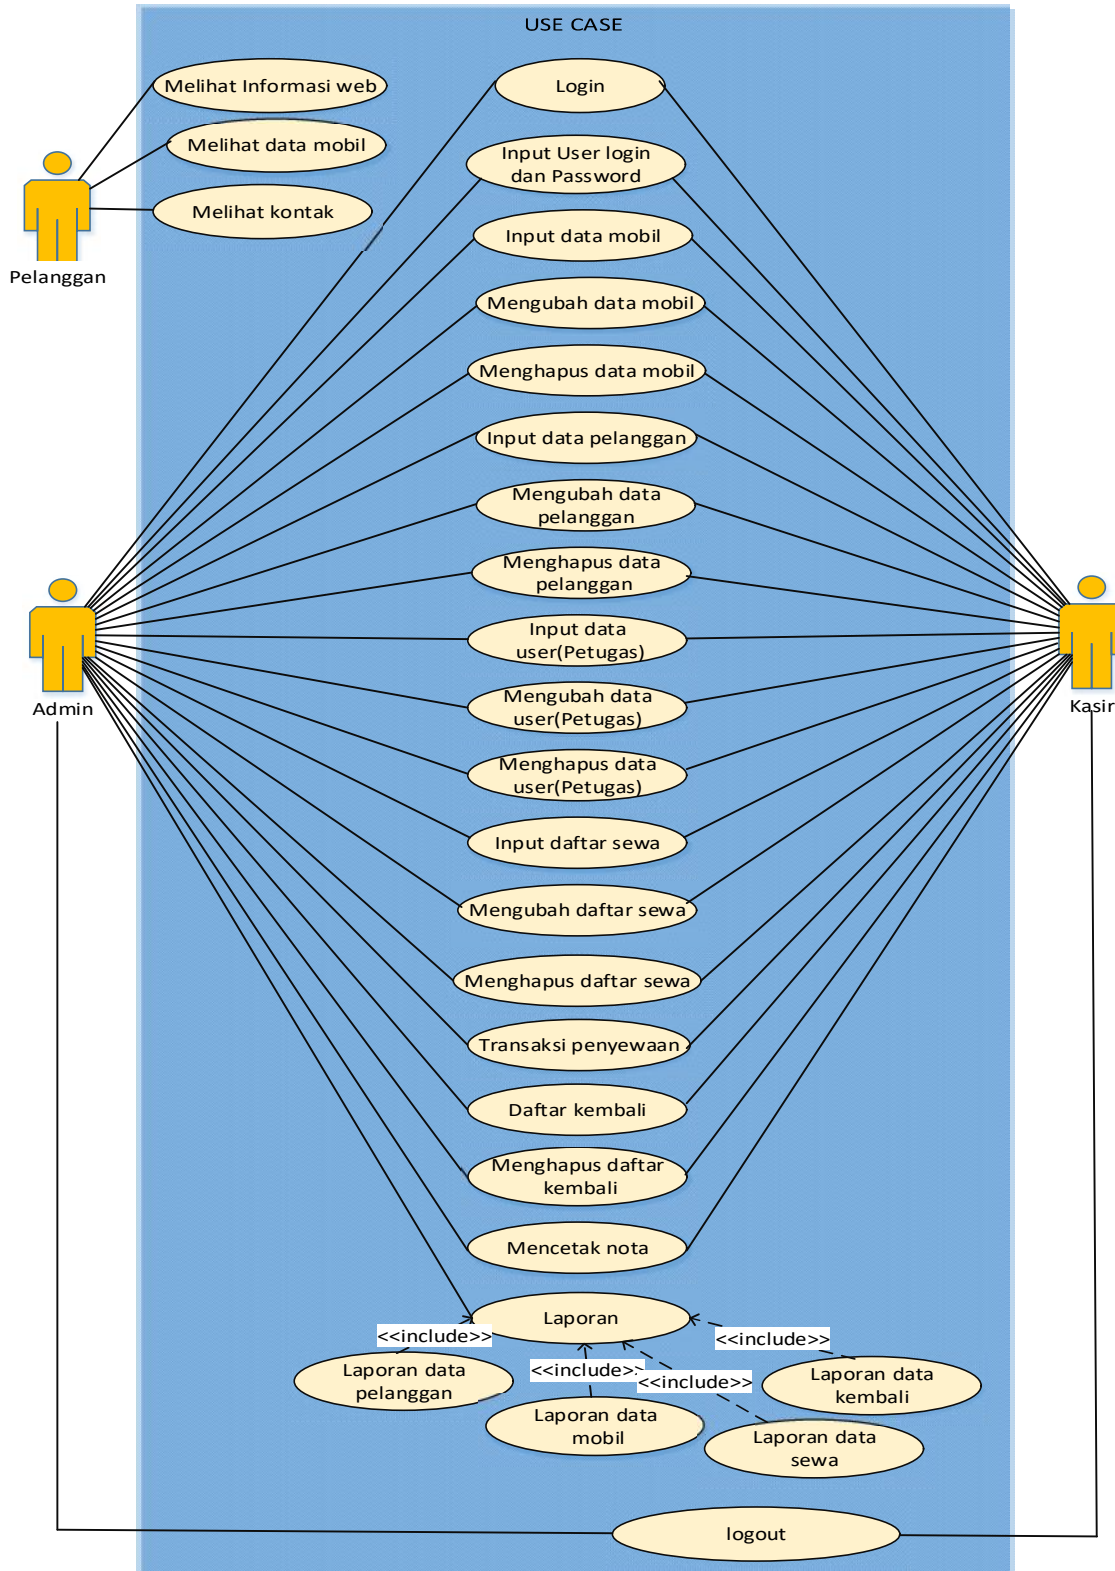 USE CASE
Melihat Informasi web
Melihat data mobil
Melihat kontak
Pelanggan
Login
Input User login
dan Password
Input data mobil
Mengubah data mobil
Menghapus data mobil
Input data pelanggan
Mengubah data
pelanggan
Menghapus data
pelanggan
Input data
user(Petugas)
Mengubah data
user(Petugas)
Menghapus data
user(Petugas)
Admin
Kasir
Input daftar sewa
Mengubah daftar sewa
Menghapus daftar sewa
Transaksi penyewaan
Daftar kembali
Menghapus daftar
kembali
Mencetak nota
Laporan
<<include>>
<<include>>
<<include>>
<<include>>
Laporan data
pelanggan
Laporan data
mobil
Laporan data
sewa
Laporan data
kembali
logout